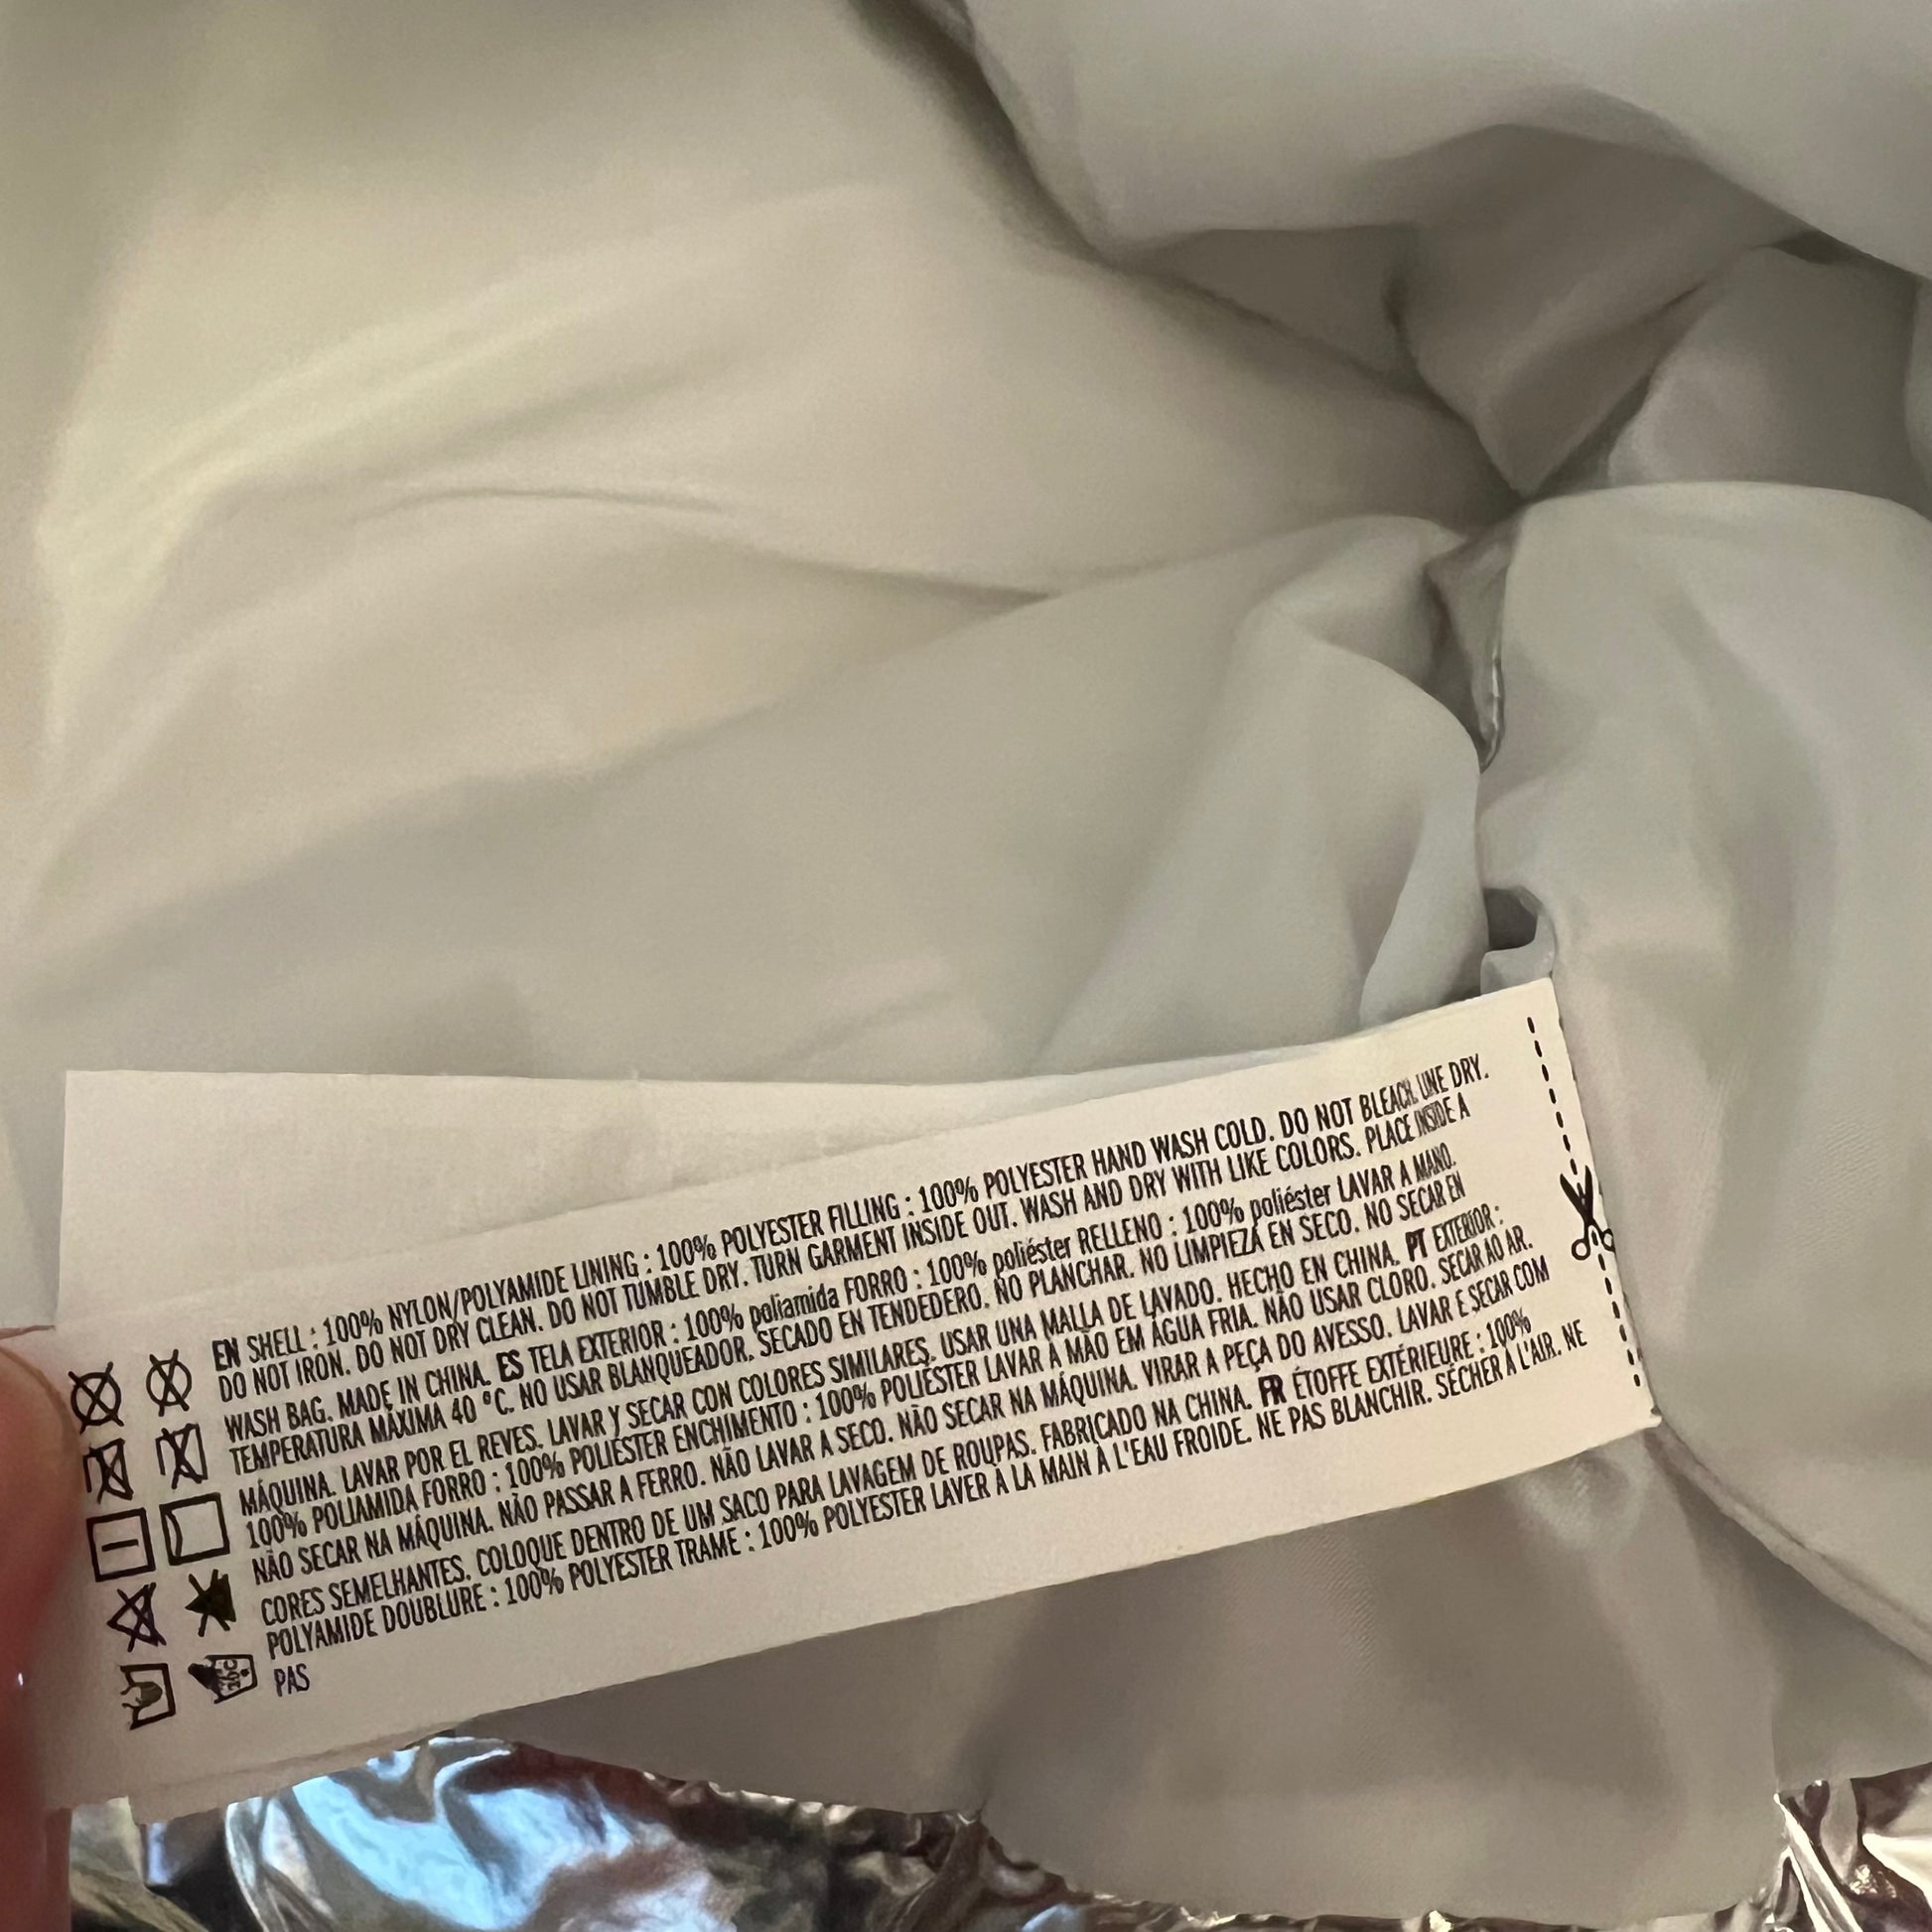 EN SHELL : 100% NYLON/POLYAMIDE LINING : 100% POLYESTER FILLING : 100% POLYESTER HAND WASH COLD. DO NOT BLEACH. LINE DRY.
DO NOT IRON. DO NOT DRY CLEAN. DO NOT TUMBLE DRY. TURN GARMENT INSIDE OUT. WASH AND DRY WITH LIKE COLORS. PLACE INSIDE A
WASH BAG. MADE IN CHINA. ES TELA EXTERIOR : 100% poliamida FORRO : 100% poliéster RELLENO : 100% poliéster LAVAR A MANO.
TEMPERATURA MÁXIMA 40 °C. NO USAR BLANQUEADOR. SECADO EN TENDEDERO. NO PLANCHAR. NO LIMPIEZA EN SECO. NO SECAR EN
MÁQUINA. LAVAR POR EL REVES. LAVAR Y SECAR CON COLORES SIMILARES. USAR UNA MALLA DE LAVADO. HECHO EN CHINA. PT EXTERIOR :
100% POLIAMIDA FORRO : 100% POLIÉSTER ENCHIMENTO : 100% POLIÉSTER LAVAR À MÃO EM ÁGUA FRIA. NÃO USAR CLORO. SECAR AO AR.
NÃO SECAR NA MÁQUINA. NÃO PASSAR A FERRO. NÃO LAVAR A SECO. NÃO SECAR NA MÁQUINA. VIRAR A PEÇA DO AVESSO. LAVAR E SECAR COM
CORES SEMELHANTES. COLOQUE DENTRO DE UM SACO PARA LAVAGEM DE ROUPAS. FABRICADO NA CHINA. FR ÉTOFFE EXTÉRIEURE : 100%
POLYAMIDE DOUBLURE : 100% POLYESTER TRAME : 100% POLYESTER LAVER À LA MAIN À L'EAU FROIDE. NE PAS BLANCHIR. SÉCHER À L'AIR. NE
PAS